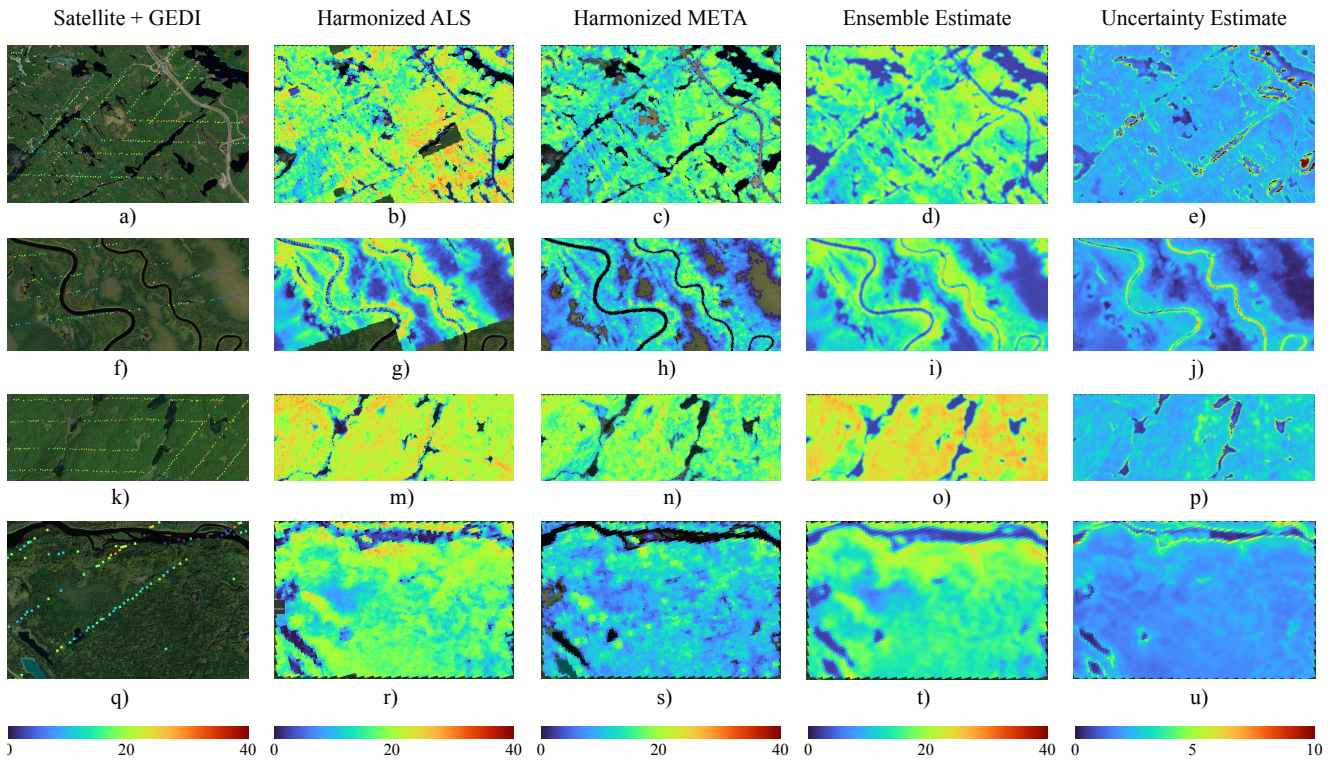 Satellite + GEDI Harmonized ALS Harmonized META Ensemble Estimate Uncertainty Estimate
a) b) c) d) e)
f) g) h) i) j)
k) m) n) o) p)
q) r) s) t) u)
0 20 40 0 20 40 0 20 40 0 20 40 0 5 10